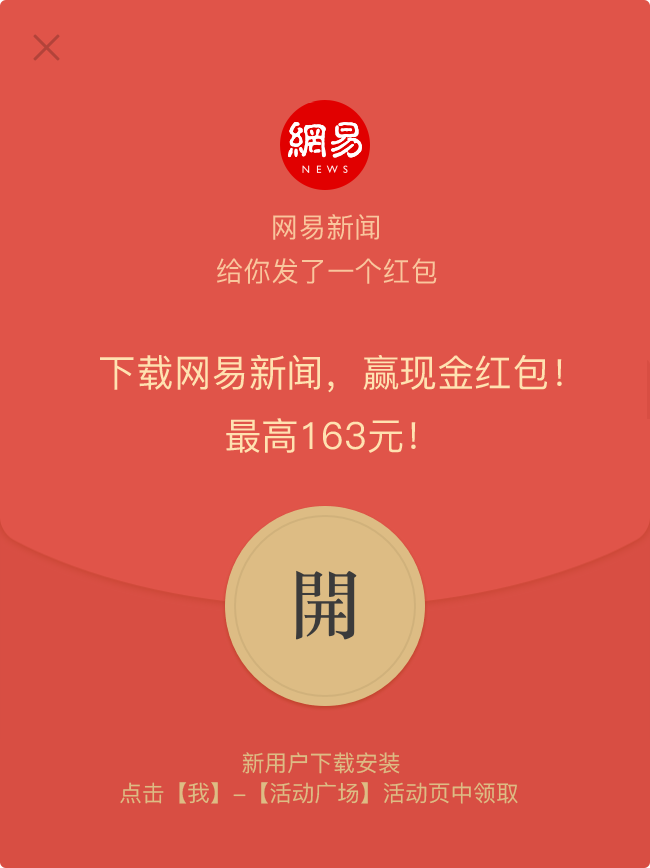 網易
NEWS
网易新闻
给你发了一个红包
下载网易新闻，赢现金红包！
最高163元！
開
新用户下载安装
点击【我】–【活动广场】活动页中领取